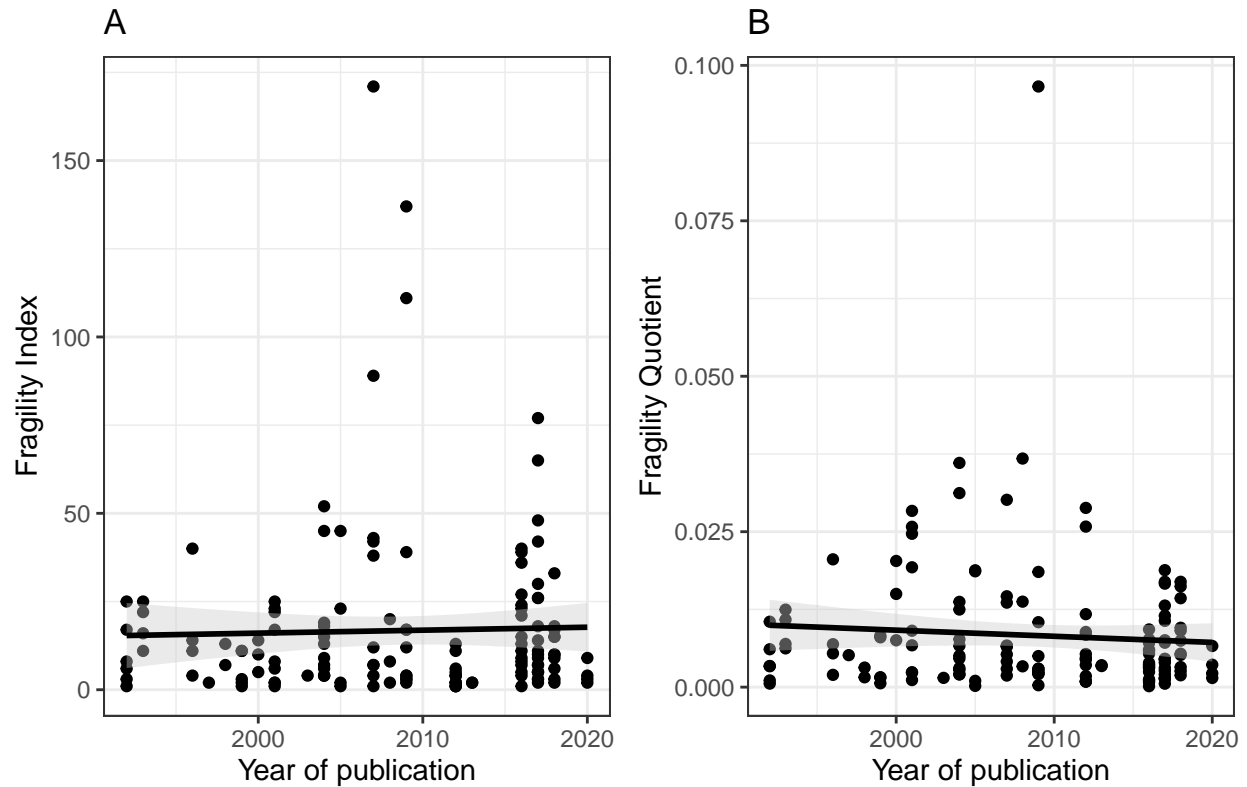 A
Fragility Index
150
100
50
0
2000 2010 2020
Year of publication
B
Fragility Quotient
0.100
0.075
0.050
0.025
0.000
2000 2010 2020
Year of publication